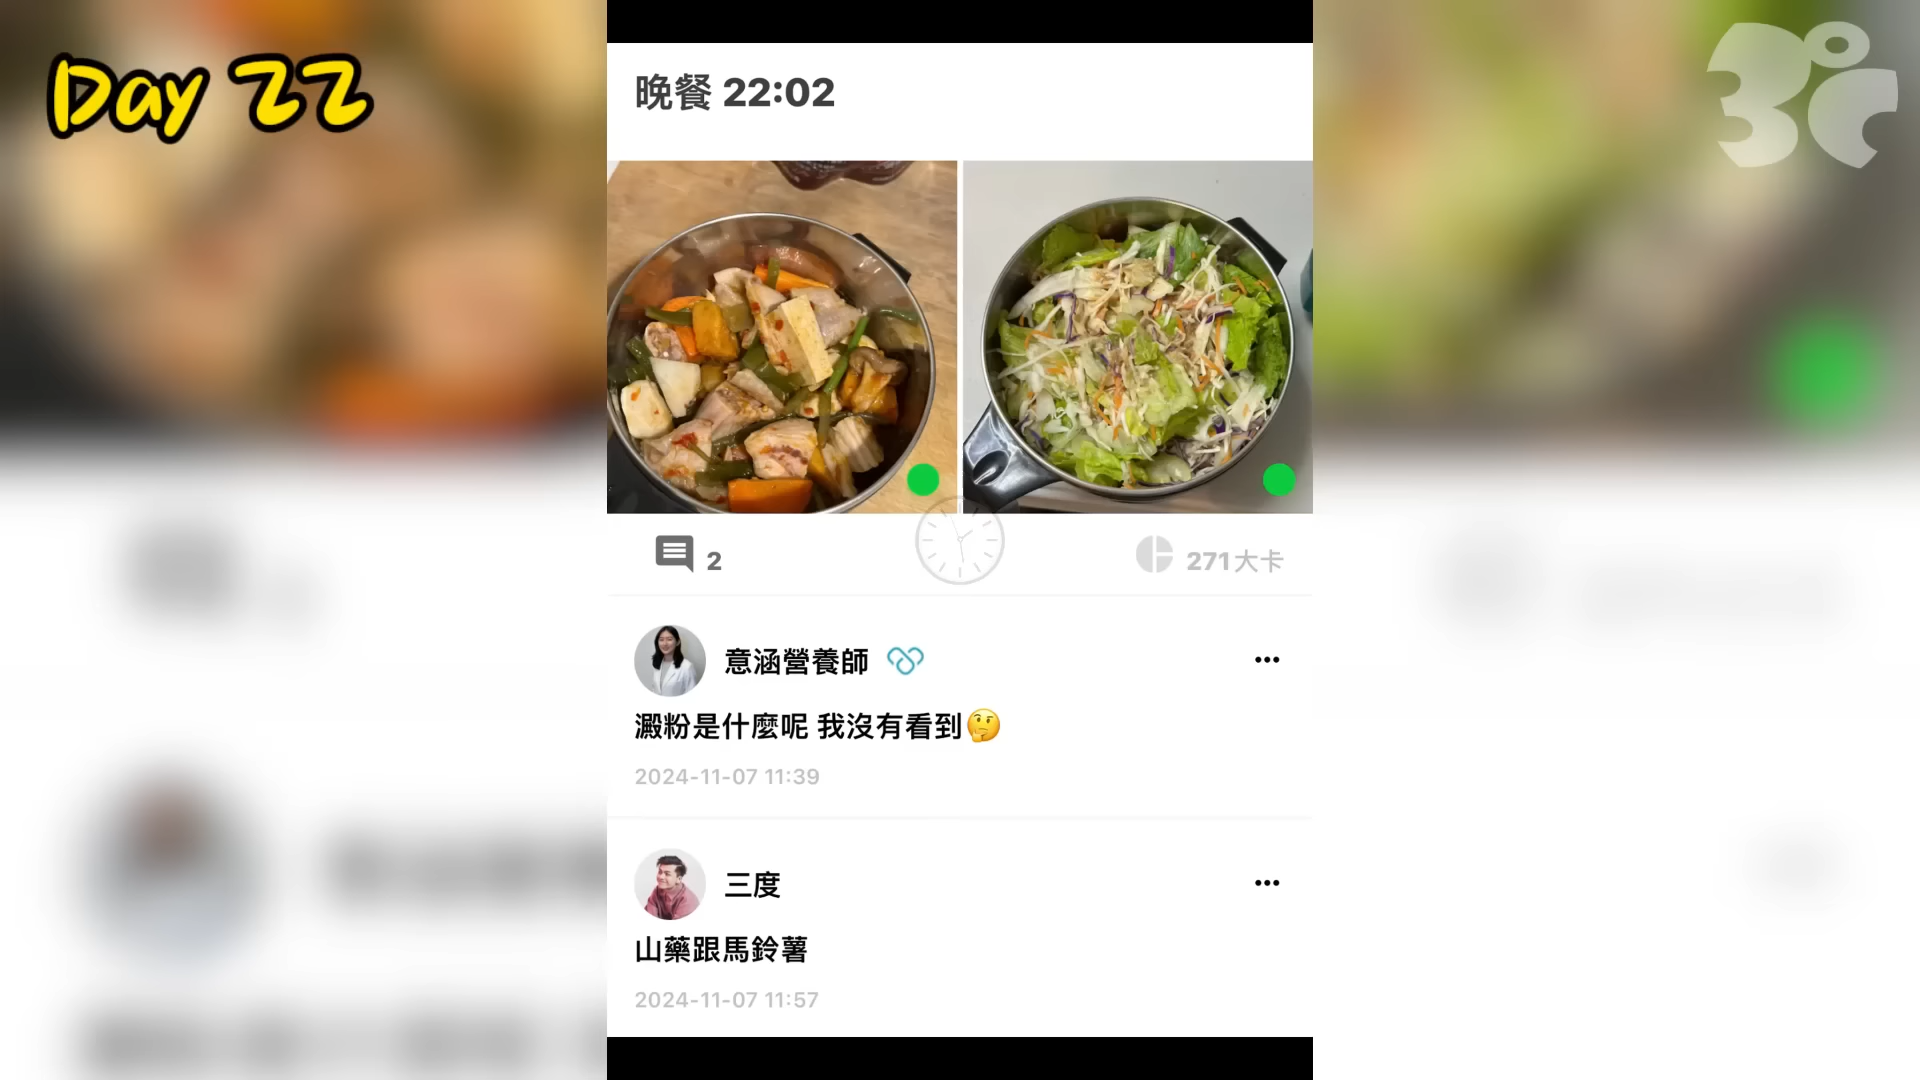 Day 22
3°C
晚餐 22:02
2
271大卡
意涵營養師
澱粉是什麼呢 我沒有看到🤔
2024-11-07 11:39
三度
山藥跟馬鈴薯
2024-11-07 11:57